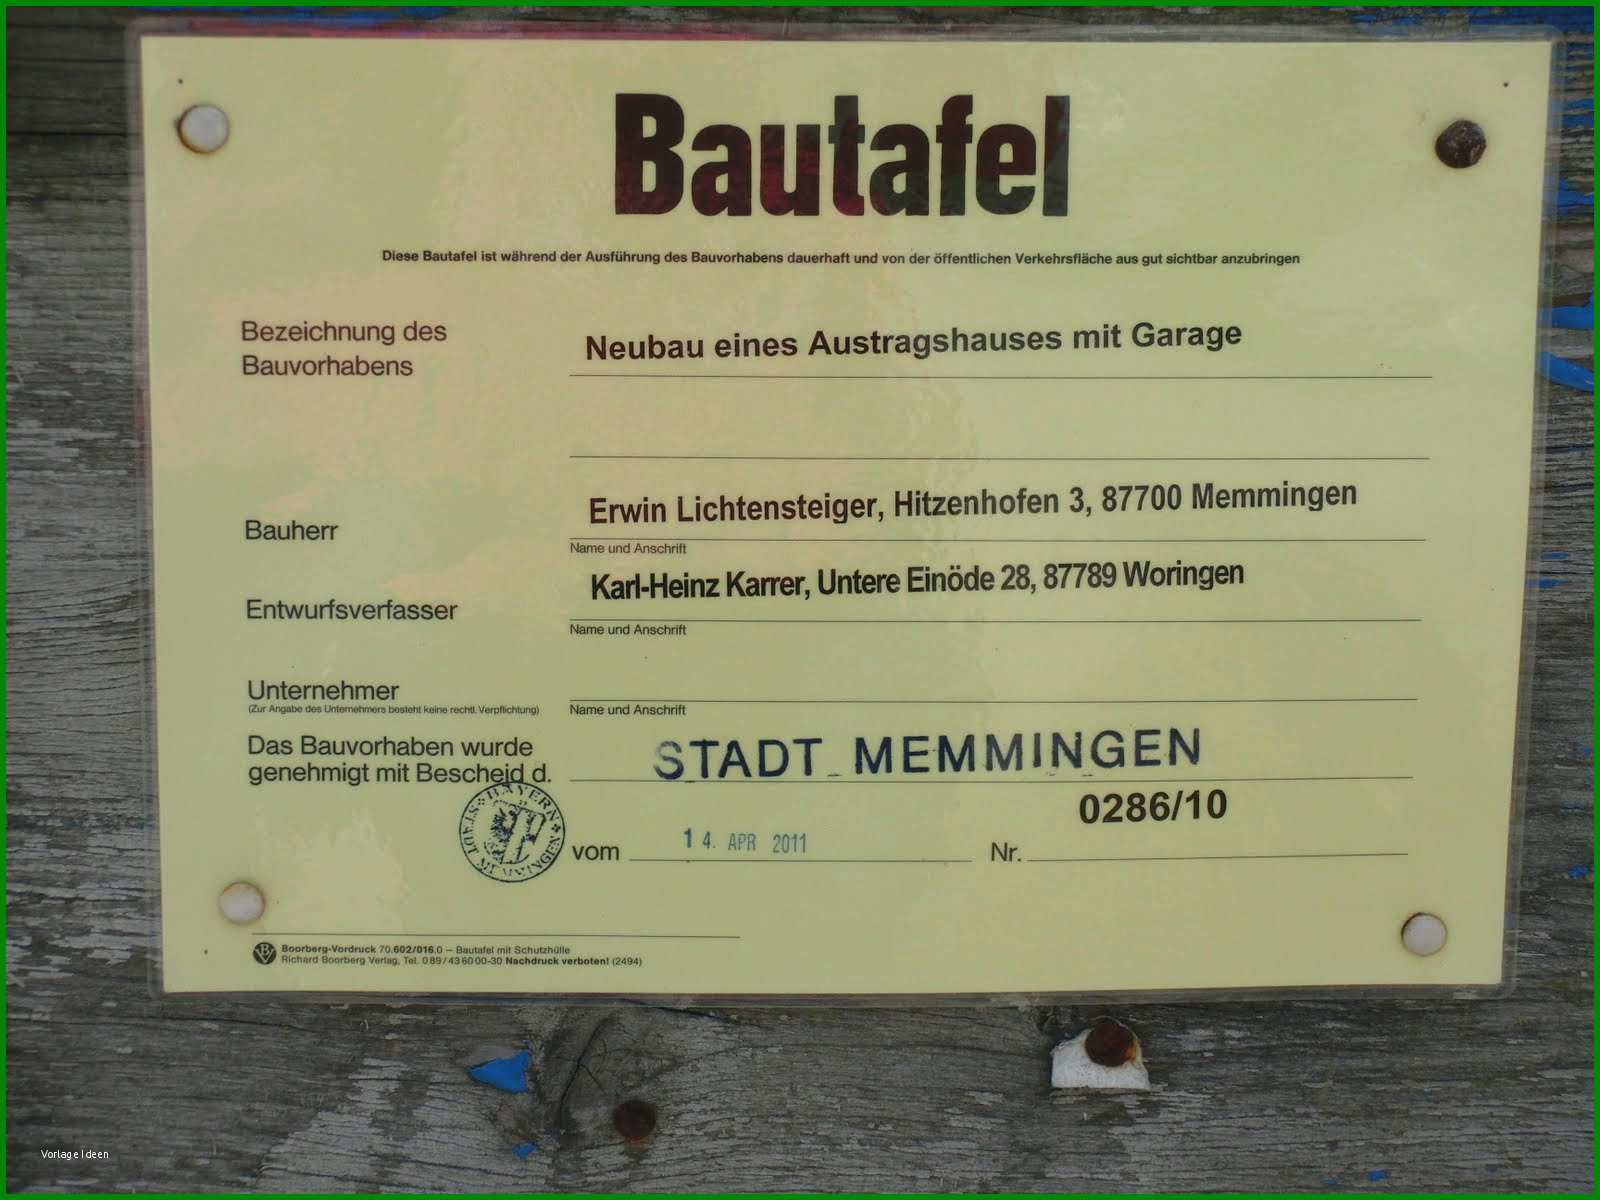 Bautafel
Diese Bautafel ist während der Ausführung des Bauvorhabens dauerhaft und von der öffentlichen Verkehrsfläche aus gut sichtbar anzubringen
Bezeichnung des
Bauvorhabens
Neubau eines Austragshauses mit Garage
Bauherr
Erwin Lichtensteiger, Hitzenhofen 3, 87700 Memmingen
Name und Anschrift
Entwurfsverfasser
Karl-Heinz Karrer, Untere Einöde 28, 87789 Woringen
Name und Anschrift
Unternehmer
(Zur Angabe des Unternehmers besteht keine rechtl. Verpflichtung)
Name und Anschrift
Das Bauvorhaben wurde
genehmigt mit Bescheid d.
STADT MEMMINGEN
BAYERN
STADT MEMMINGEN
vom 14. APR 2011
Nr. 0286/10
Boorberg-Vordruck 70.602/016.0 – Bautafel mit Schutzhülle
Richard Boorberg Verlag, Tel. 089/436000-30 Nachdruck verboten! (2494)
Vorlage Ideen